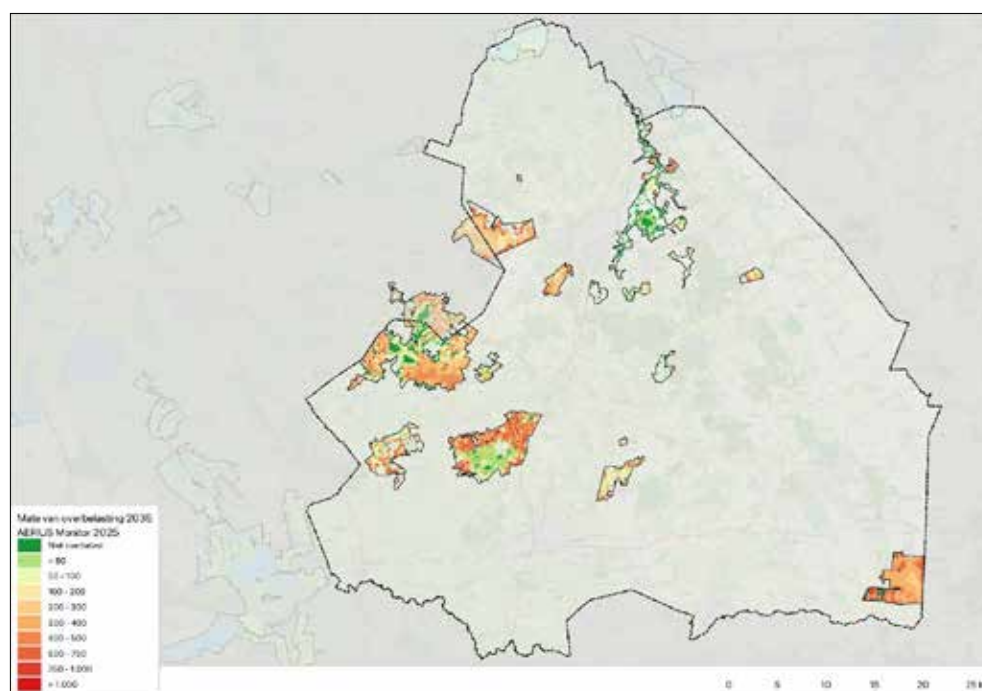 Mate van overbelasting 2035
AERIUS Monitor 2025
Niet overbelast
< 50
50 - 100
100 - 200
200 - 300
300 - 400
400 - 500
500 - 700
700 - 1.000
> 1.000
0 5 10 15 20 25